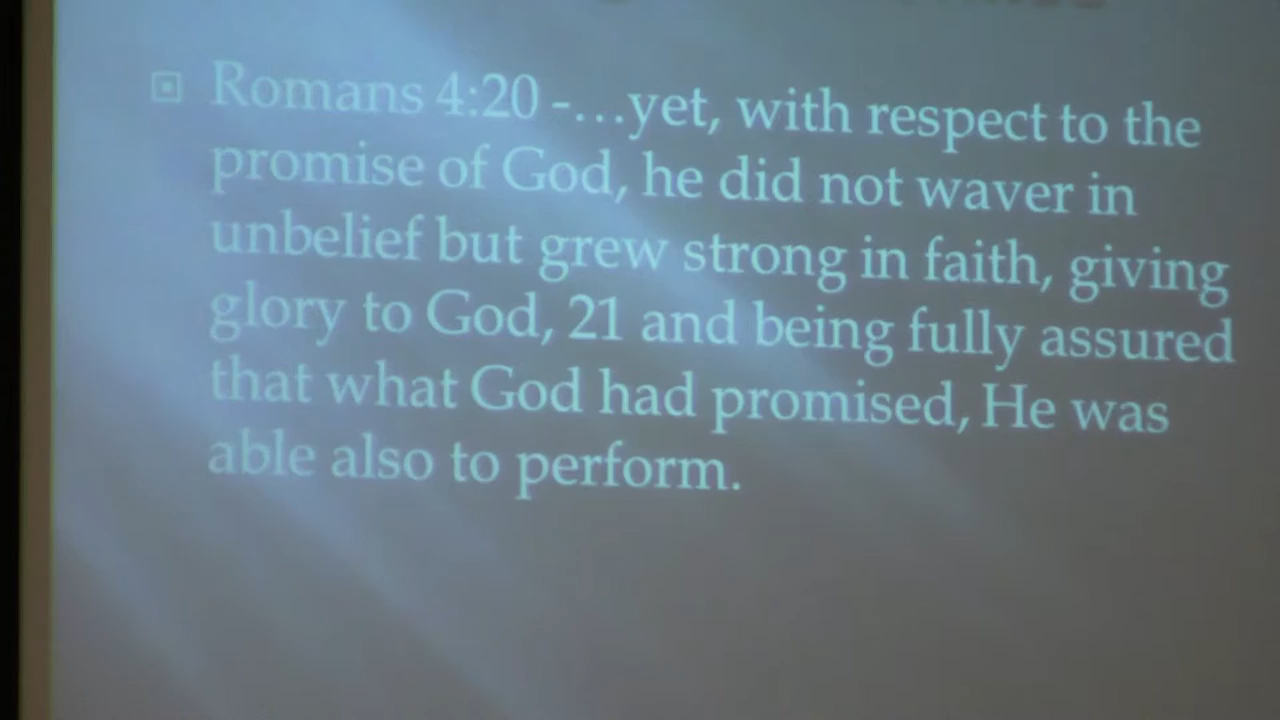 Romans 4:20 -...yet, with respect to the
promise of God, he did not waver in
unbelief but grew strong in faith, giving
glory to God, 21 and being fully assured
that what God had promised, He was
able also to perform.